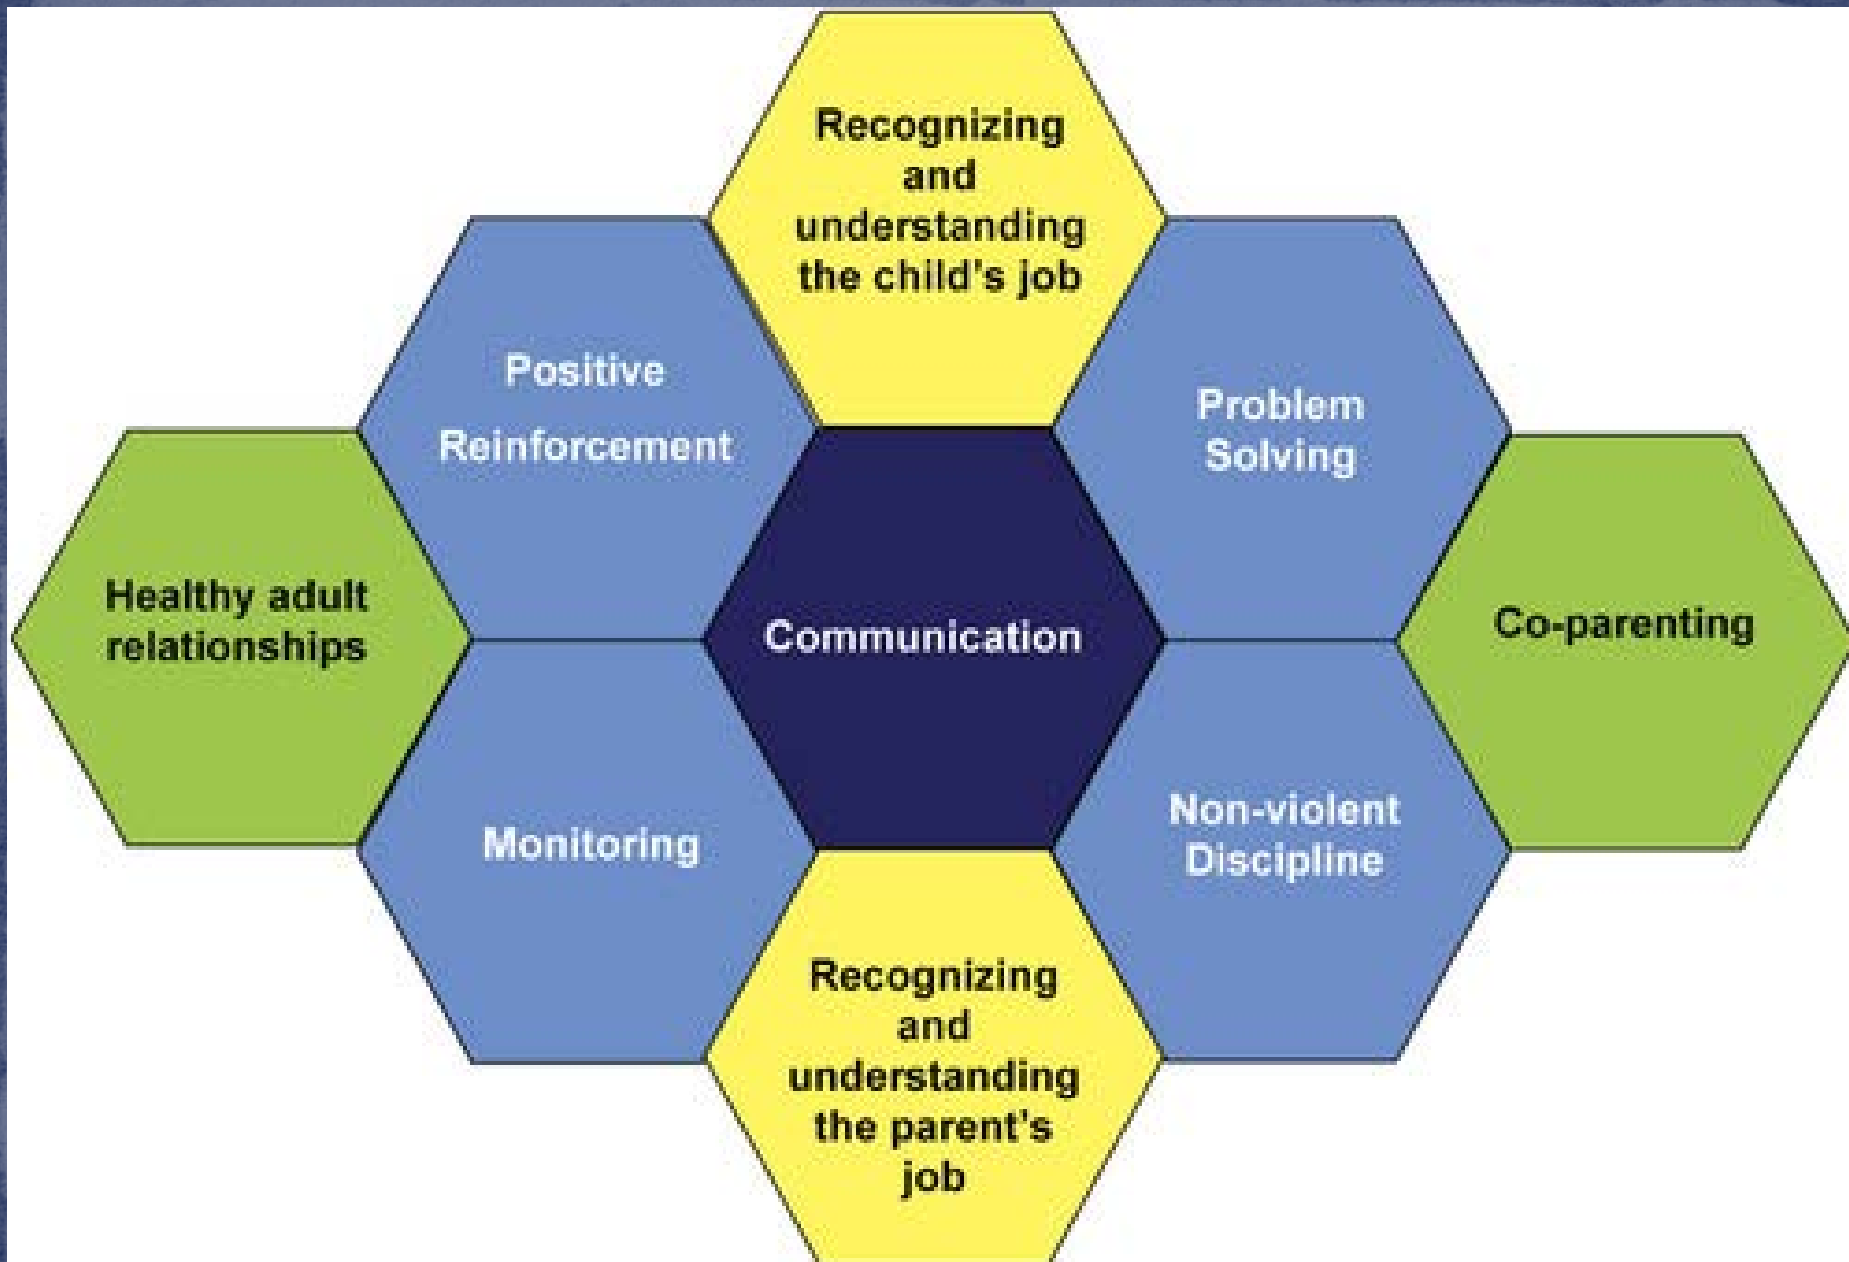 Recognizing
and
understanding
the child's job
Positive
Reinforcement
Problem
Solving
Healthy adult
relationships
Communication
Co-parenting
Monitoring
Non-violent
Discipline
Recognizing
and
understanding
the parent's
job